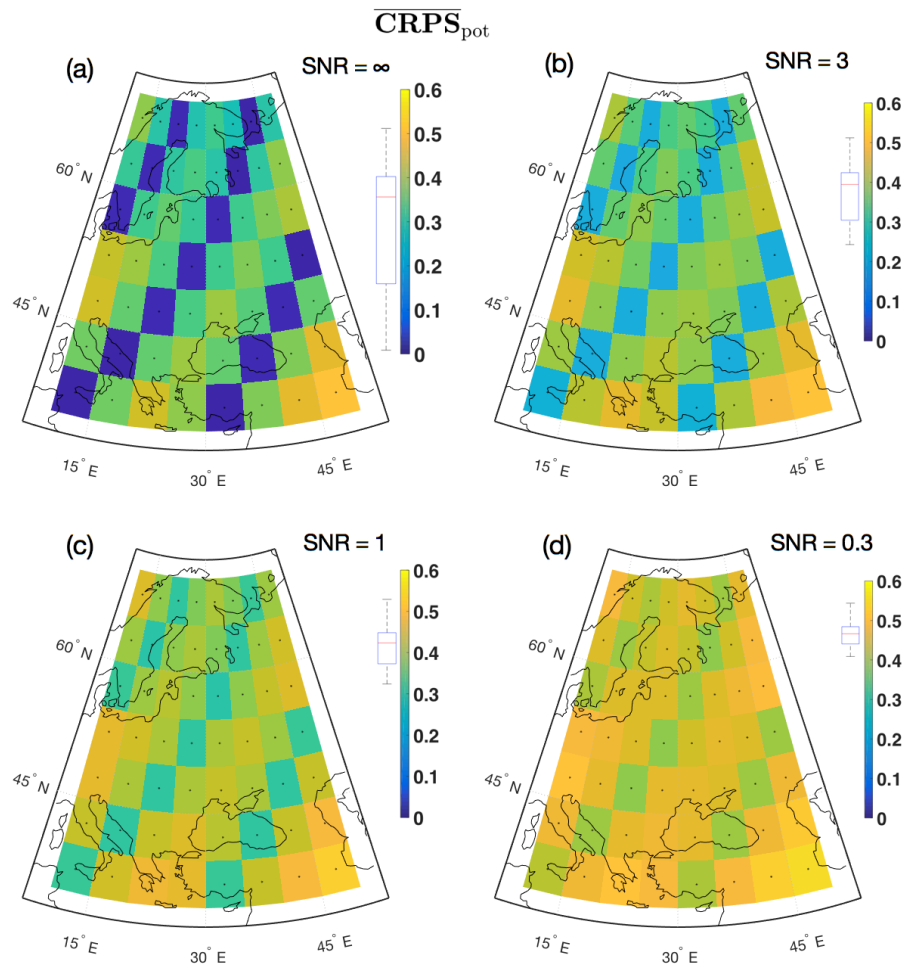 CRPS pot
(a) SNR = ∞
0.6
0.5
0.4
0.3
0.2
0.1
0
60° N
45° N
15° E
30° E
45° E
(b) SNR = 3
0.6
0.5
0.4
0.3
0.2
0.1
0
60° N
45° N
15° E
30° E
45° E
(c) SNR = 1
0.6
0.5
0.4
0.3
0.2
0.1
0
60° N
45° N
15° E
30° E
45° E
(d) SNR = 0.3
0.6
0.5
0.4
0.3
0.2
0.1
0
60° N
45° N
15° E
30° E
45° E